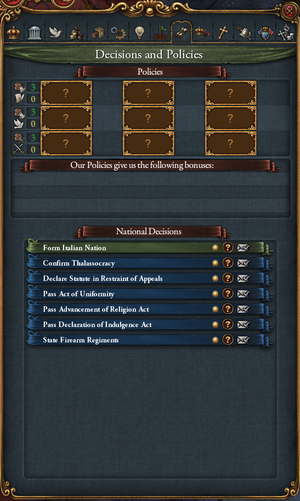 Decisions and Policies
Policies
3
0
? ? ?
3
0
? ? ?
3
0
? ? ?
Our Policies give us the following bonuses:
National Decisions
Form Italian Nation ?
Confirm Thalassocracy ?
Declare Statute in Restraint of Appeals ?
Pass Act of Uniformity ?
Pass Advancement of Religion Act ?
Pass Declaration of Indulgence Act ?
State Firearm Regiments ?